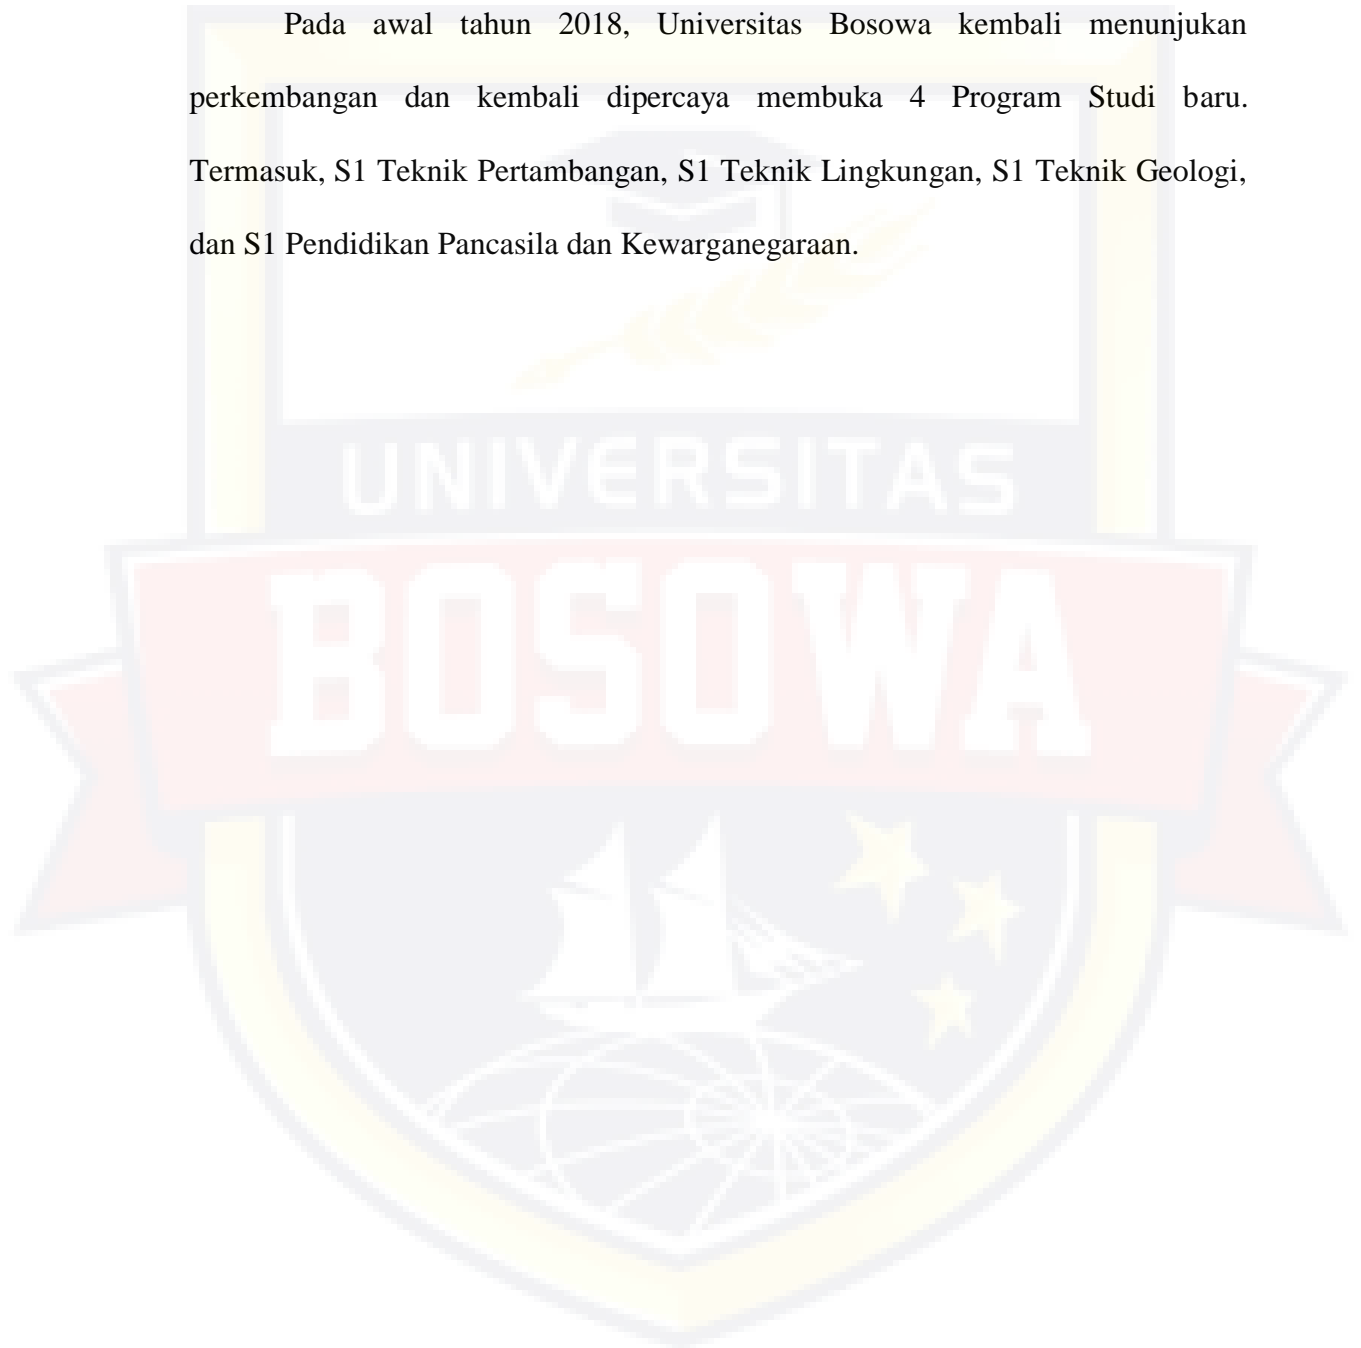 Pada awal tahun 2018, Universitas Bosowa kembali menunjukan
perkembangan dan kembali dipercaya membuka 4 Program Studi baru.
Termasuk, S1 Teknik Pertambangan, S1 Teknik Lingkungan, S1 Teknik Geologi,
dan S1 Pendidikan Pancasila dan Kewarganegaraan.
UNIVERSITAS
BOSOWA